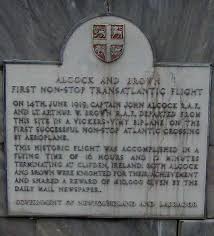 ALCOCK AND BROWN
FIRST NON-STOP TRANSATLANTIC FLIGHT
ON 14TH. JUNE 1919, CAPTAIN JOHN ALCOCK R.A.F.
AND LT. ARTHUR W. BROWN R.A.F. DEPARTED FROM
THIS SITE IN A VICKERS-VIMY BIPLANE ON THE
FIRST SUCCESSFUL NON-STOP ATLANTIC CROSSING
BY AEROPLANE.
THIS HISTORIC FLIGHT WAS ACCOMPLISHED IN A
FLYING TIME OF 16 HOURS AND 12 MINUTES
TERMINATING AT CLIFDEN, IRELAND. BOTH ALCOCK
AND BROWN WERE KNIGHTED FOR THEIR ACHIEVEMENT
AND SHARED A REWARD OF £10,000 GIVEN BY THE
DAILY MAIL NEWSPAPER.
GOVERNMENT OF NEWFOUNDLAND AND LABRADOR